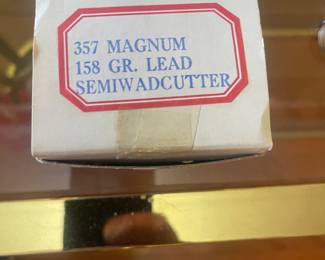 357 MAGNUM
158 GR. LEAD
SEMIWADCUTTER